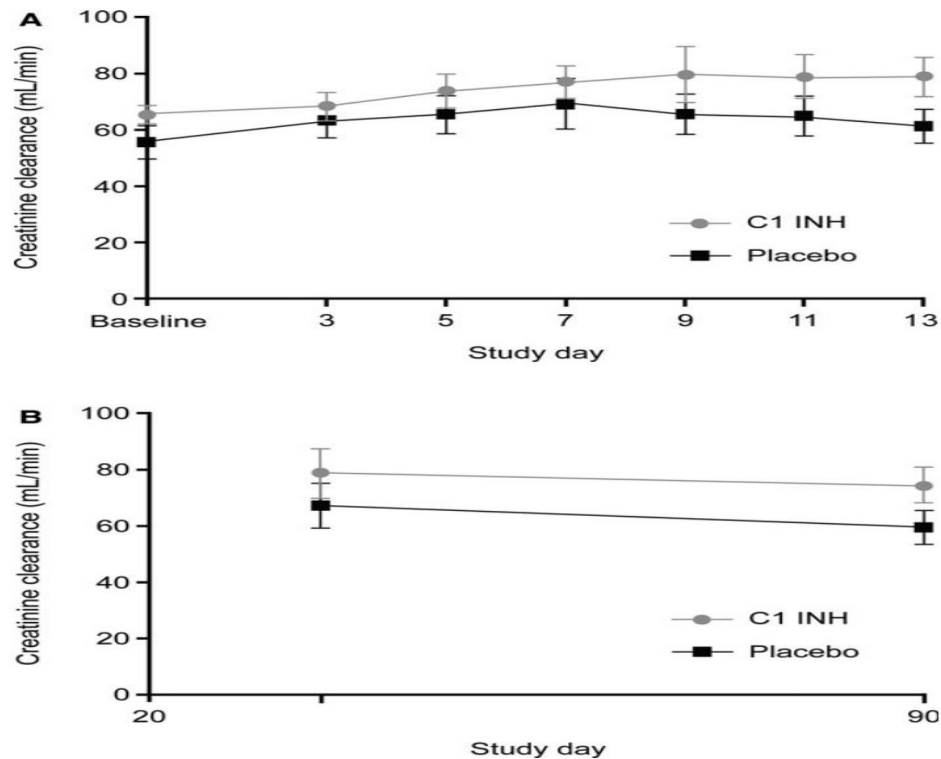 A
Creatinine clearance (mL/min)
100
80
60
40
20
0
C1 INH
Placebo
Baseline 3 5 7 9 11 13
Study day
B
Creatinine clearance (mL/min)
100
80
60
40
20
0
C1 INH
Placebo
20 90
Study day